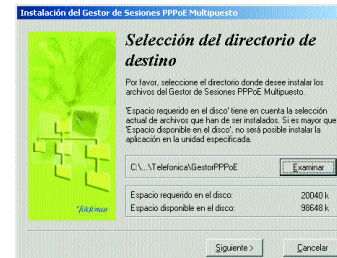 Instalación del Gestor de Sesiones PPPoE Multipuesto
Selección del directorio de
destino
Por favor, seleccione el directorio donde desee instalar los
archivos del Gestor de Sesiones PPPoE Multipuesto.
'Espacio requerido en el disco' tiene en cuenta la selección
actual de archivos que han de ser instalados. Si es mayor que
'Espacio disponible en el disco', no será posible instalar la
aplicación en la unidad especificada.
C:\...\Telefonica\GestorPPPoE
Examinar
Espacio requerido en el disco: 20040 k
Espacio disponible en el disco: 98648 k
Telefónica
Siguiente > Cancelar